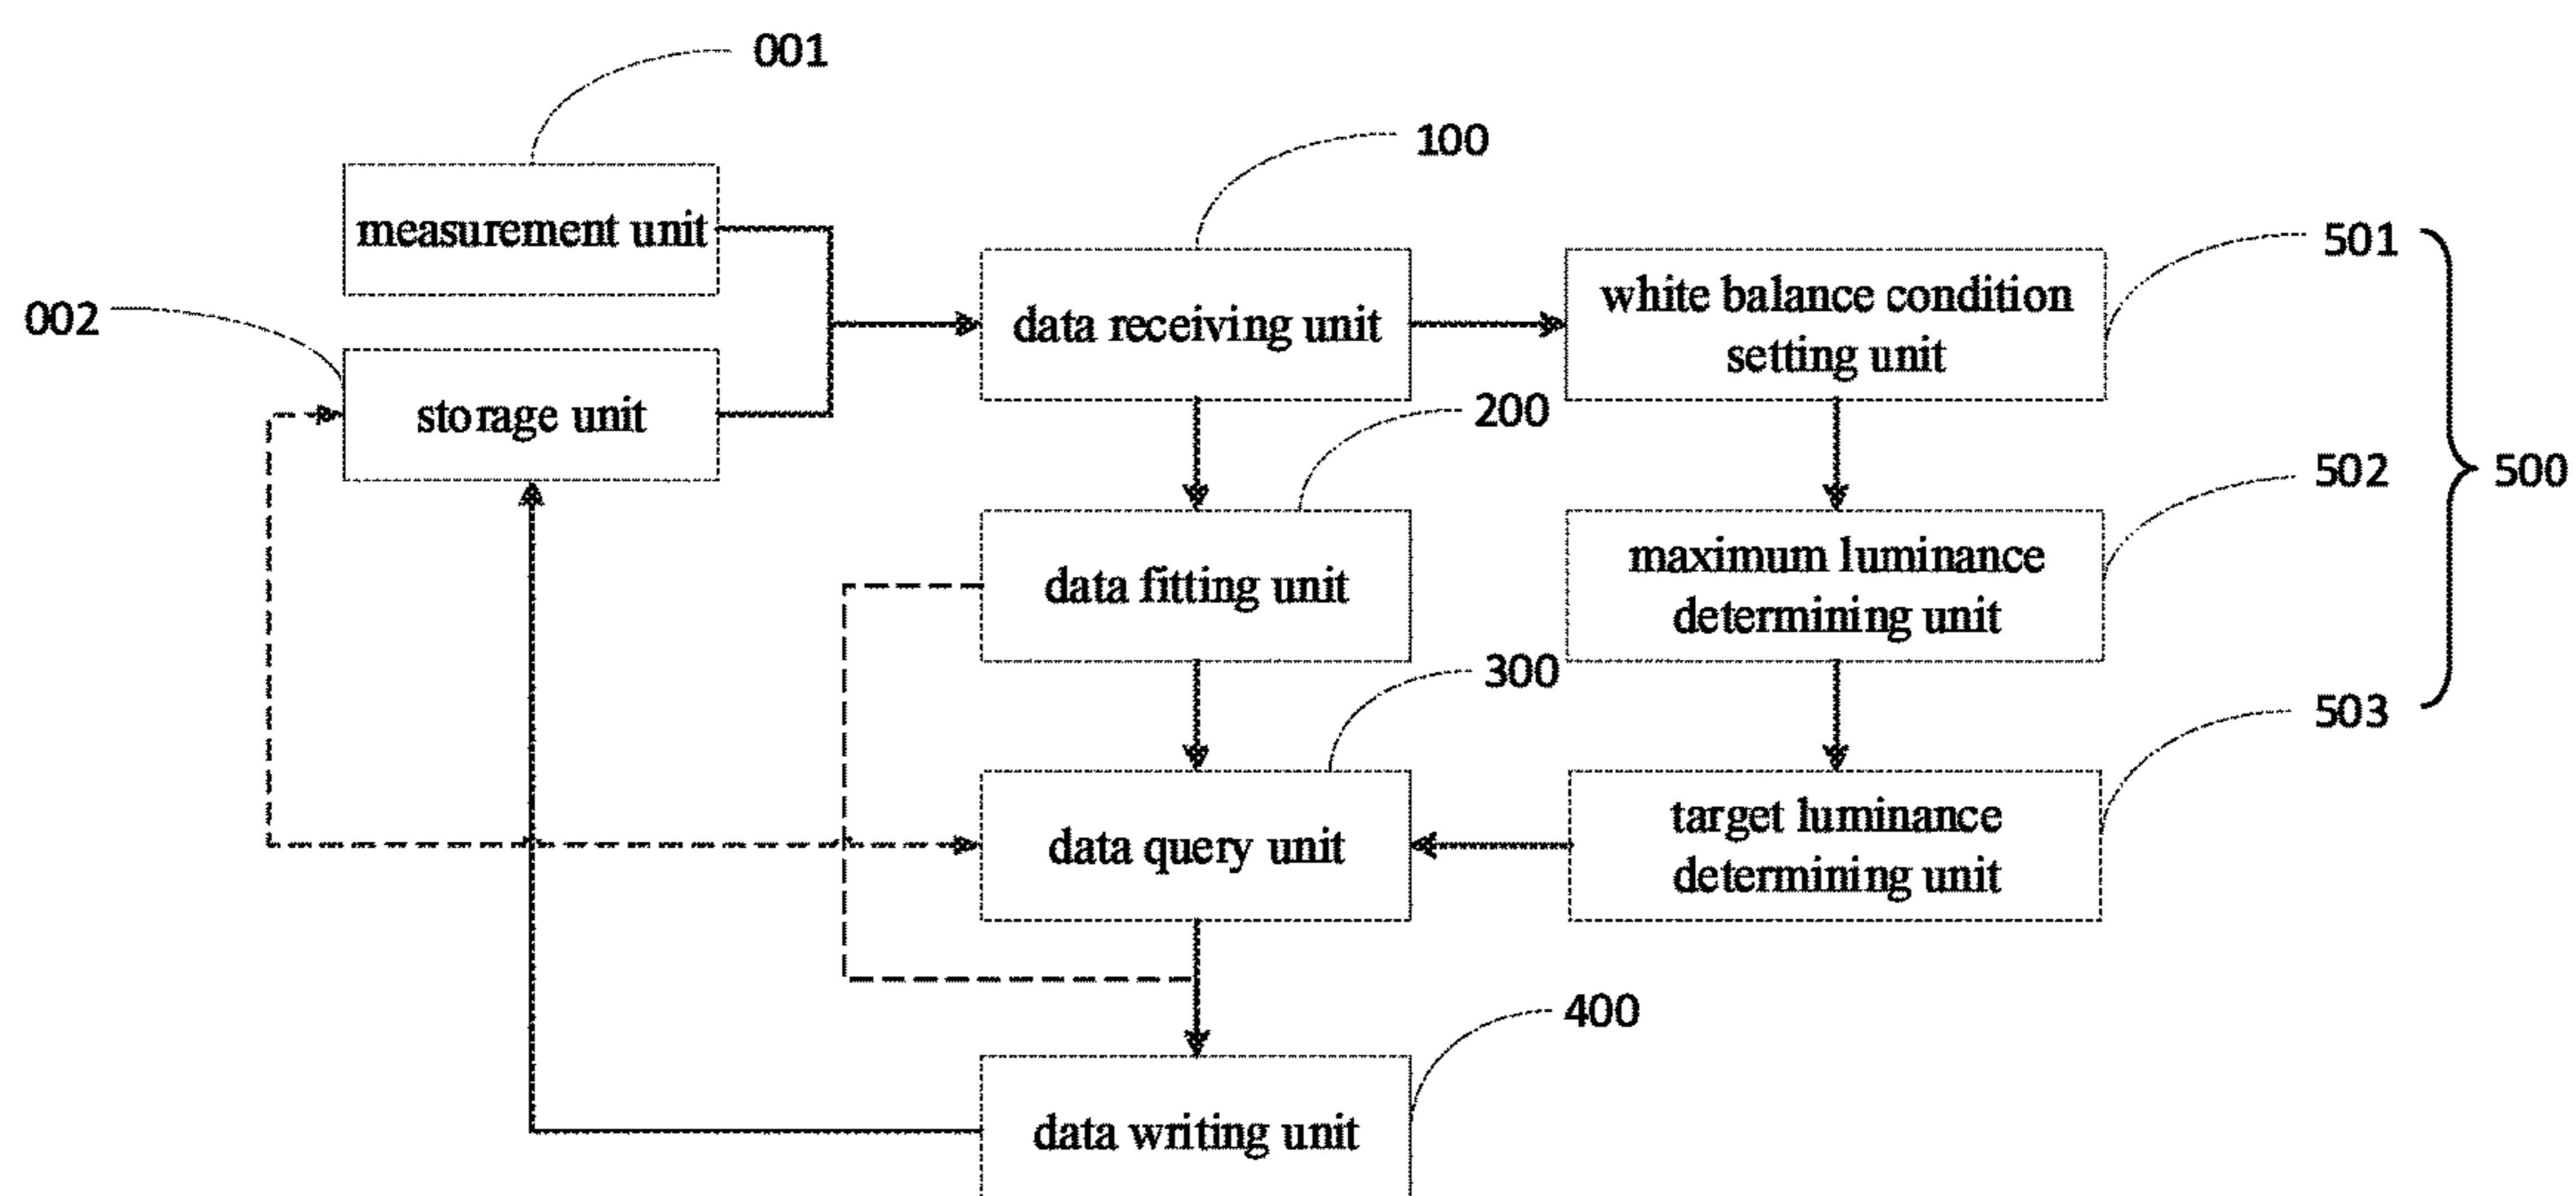 001
100
measurement unit
501
002
data receiving unit
white balance condition
setting unit
storage unit
200
502
500
data fitting unit
maximum luminance
determining unit
300
503
data query unit
target luminance
determining unit
400
data writing unit